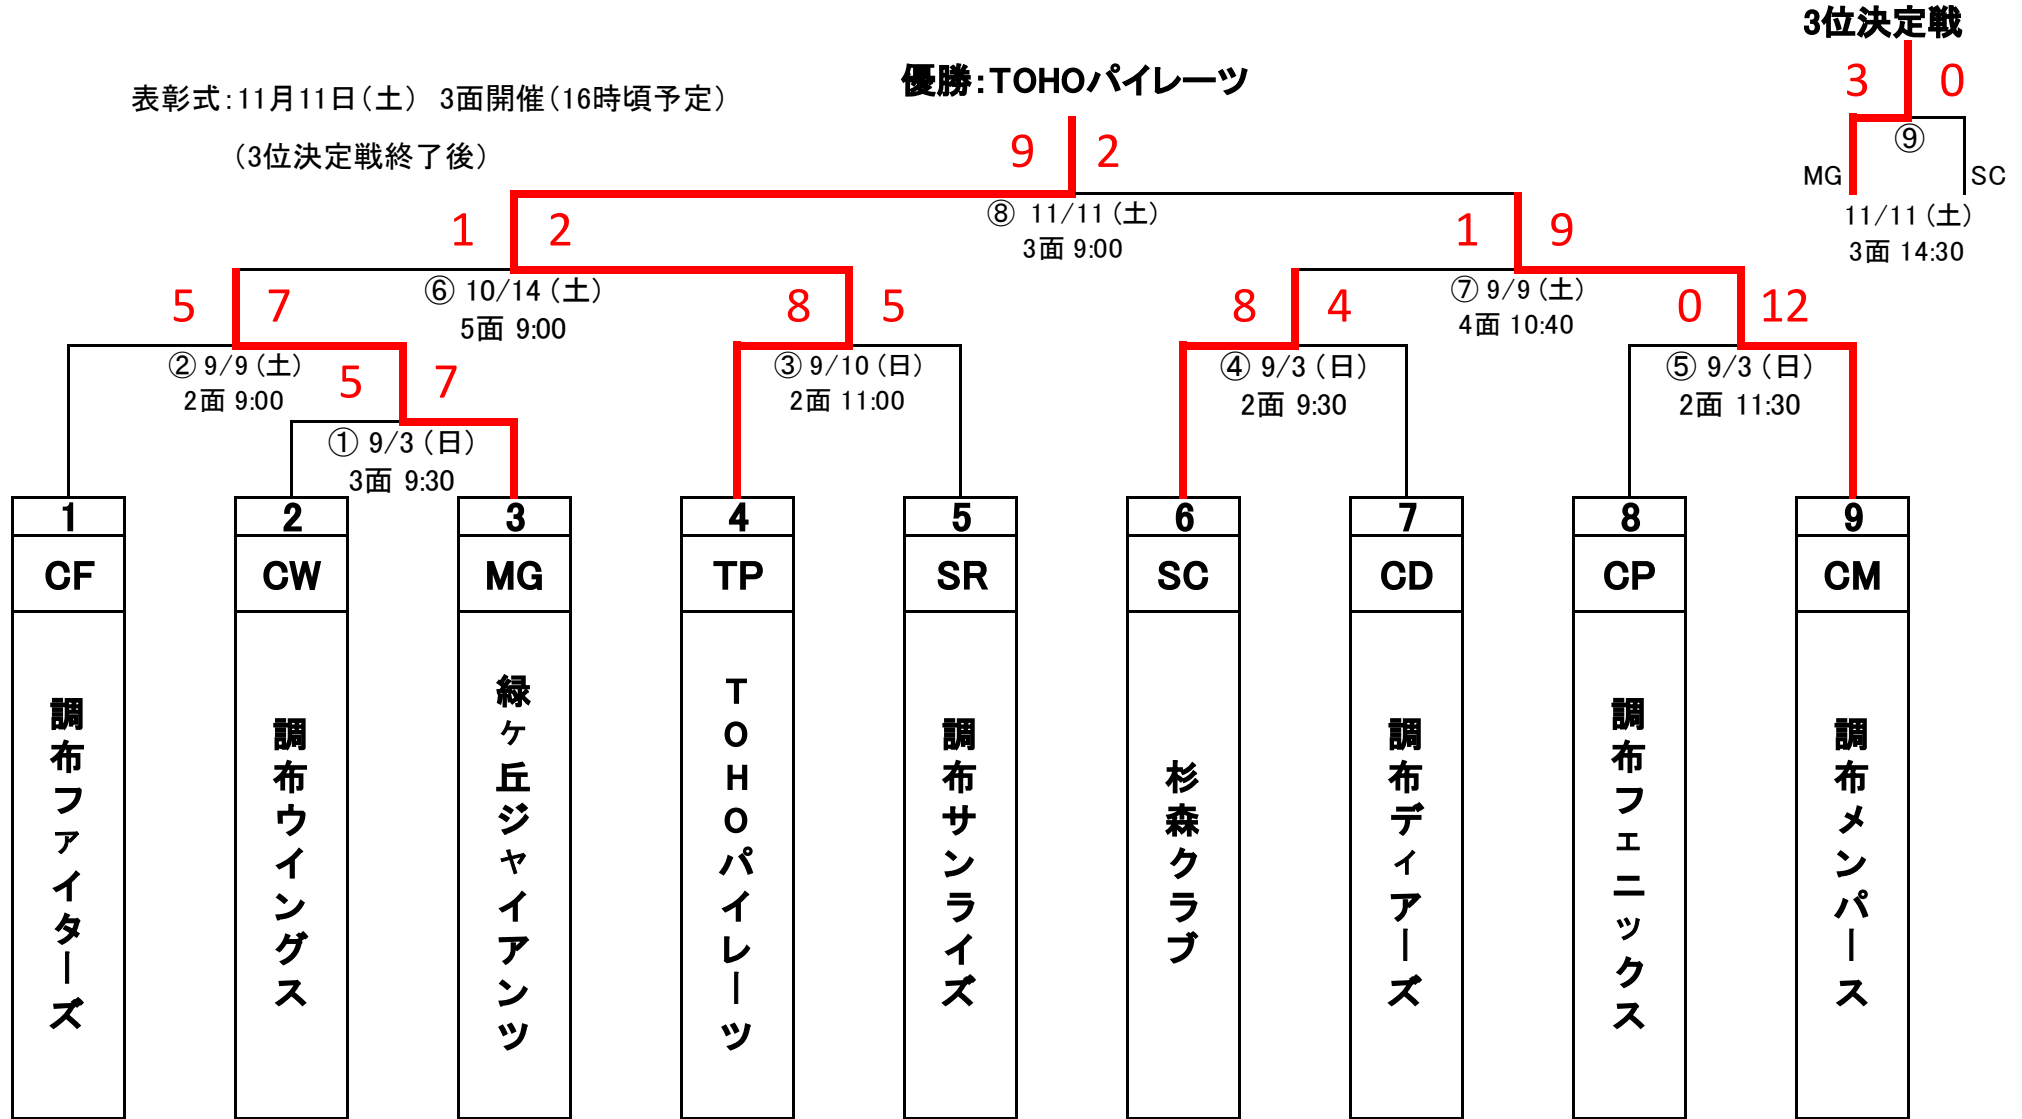 3位決定戦
優勝:TOHOパイレーツ
表彰式:11月11日(土) 3面開催(16時頃予定)
(3位決定戦終了後)
3 0
⑨
MG SC
11/11(土)
3面 14:30
9 2
⑧ 11/11(土)
3面 9:00
1 2
⑥ 10/14(土)
5面 9:00
1 9
⑦ 9/9(土)
4面 10:40
5 7
② 9/9(土)
2面 9:00
8 5
③ 9/10(日)
2面 11:00
8 4
④ 9/3(日)
2面 9:30
0 12
⑤ 9/3(日)
2面 11:30
5 7
① 9/3(日)
3面 9:30
1 2 3 4 5 6 7 8 9
CF CW MG TP SR SC CD CP CM
調布ファイターズ
調布ウイングス
緑ヶ丘ジャイアンツ
TOHOパイレーツ
調布サンライズ
杉森クラブ
調布ディアーズ
調布フェニックス
調布メンパース